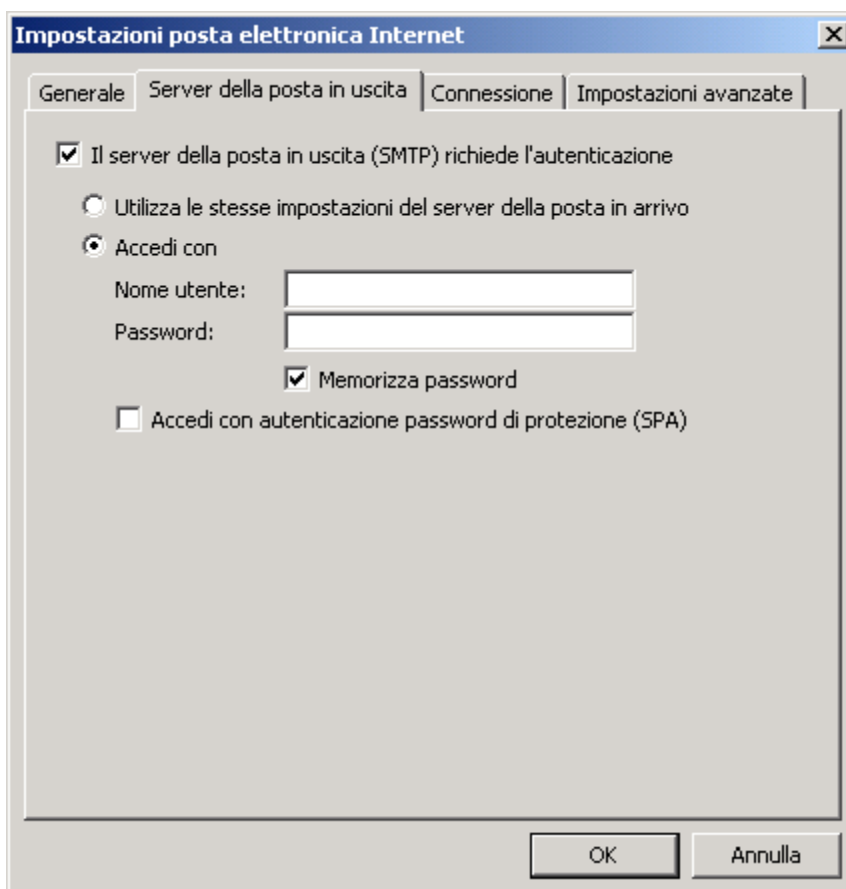 Impostazioni posta elettronica Internet
Generale Server della posta in uscita Connessione Impostazioni avanzate
Il server della posta in uscita (SMTP) richiede l'autenticazione
Utilizza le stesse impostazioni del server della posta in arrivo
Accedi con
Nome utente:
Password:
Memorizza password
Accedi con autenticazione password di protezione (SPA)
OK Annulla